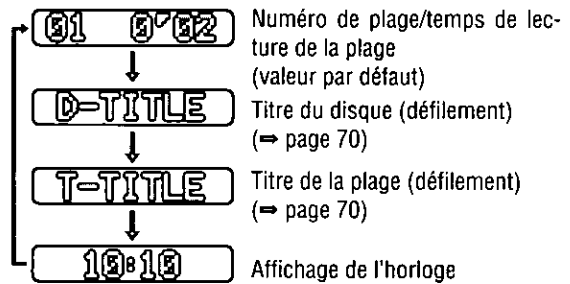 01 0'02
Numéro de plage/temps de lec-
ture de la plage
(valeur par défaut)
D-TITLE
Titre du disque (défilement)
(⇒ page 70)
T-TITLE
Titre de la plage (défilement)
(⇒ page 70)
10:10
Affichage de l'horloge